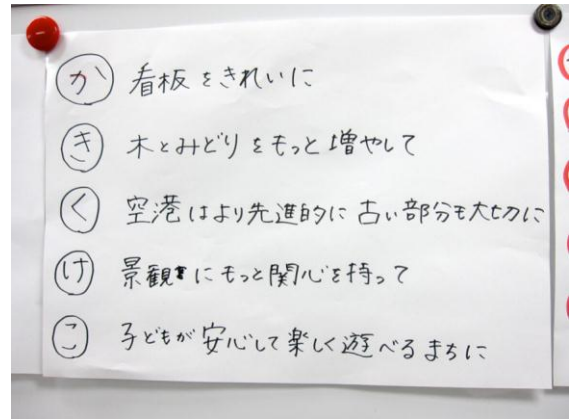 か 看板をきれいに
き 木とみどりをもっと増やして
く 空港はより先進的に 古い部分も大切に
け 景観にもっと関心を持って
こ 子どもが安心して楽しく遊べるまちに